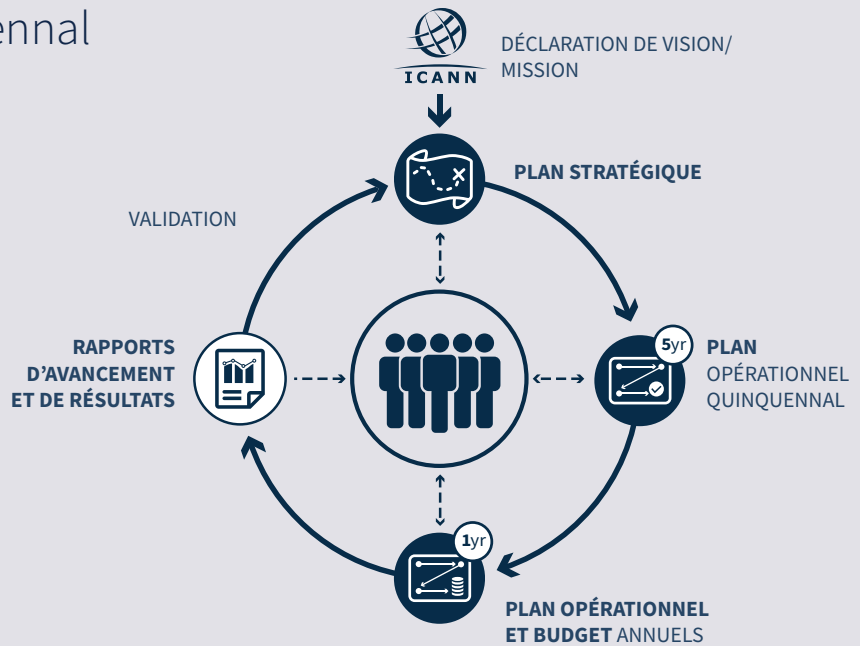 ennal
ICANN
DÉCLARATION DE VISION/
MISSION
PLAN STRATÉGIQUE
VALIDATION
RAPPORTS
D'AVANCEMENT
ET DE RÉSULTATS
5yr
PLAN
OPÉRATIONNEL
QUINQUENNAL
1yr
PLAN OPÉRATIONNEL
ET BUDGET ANNUELS